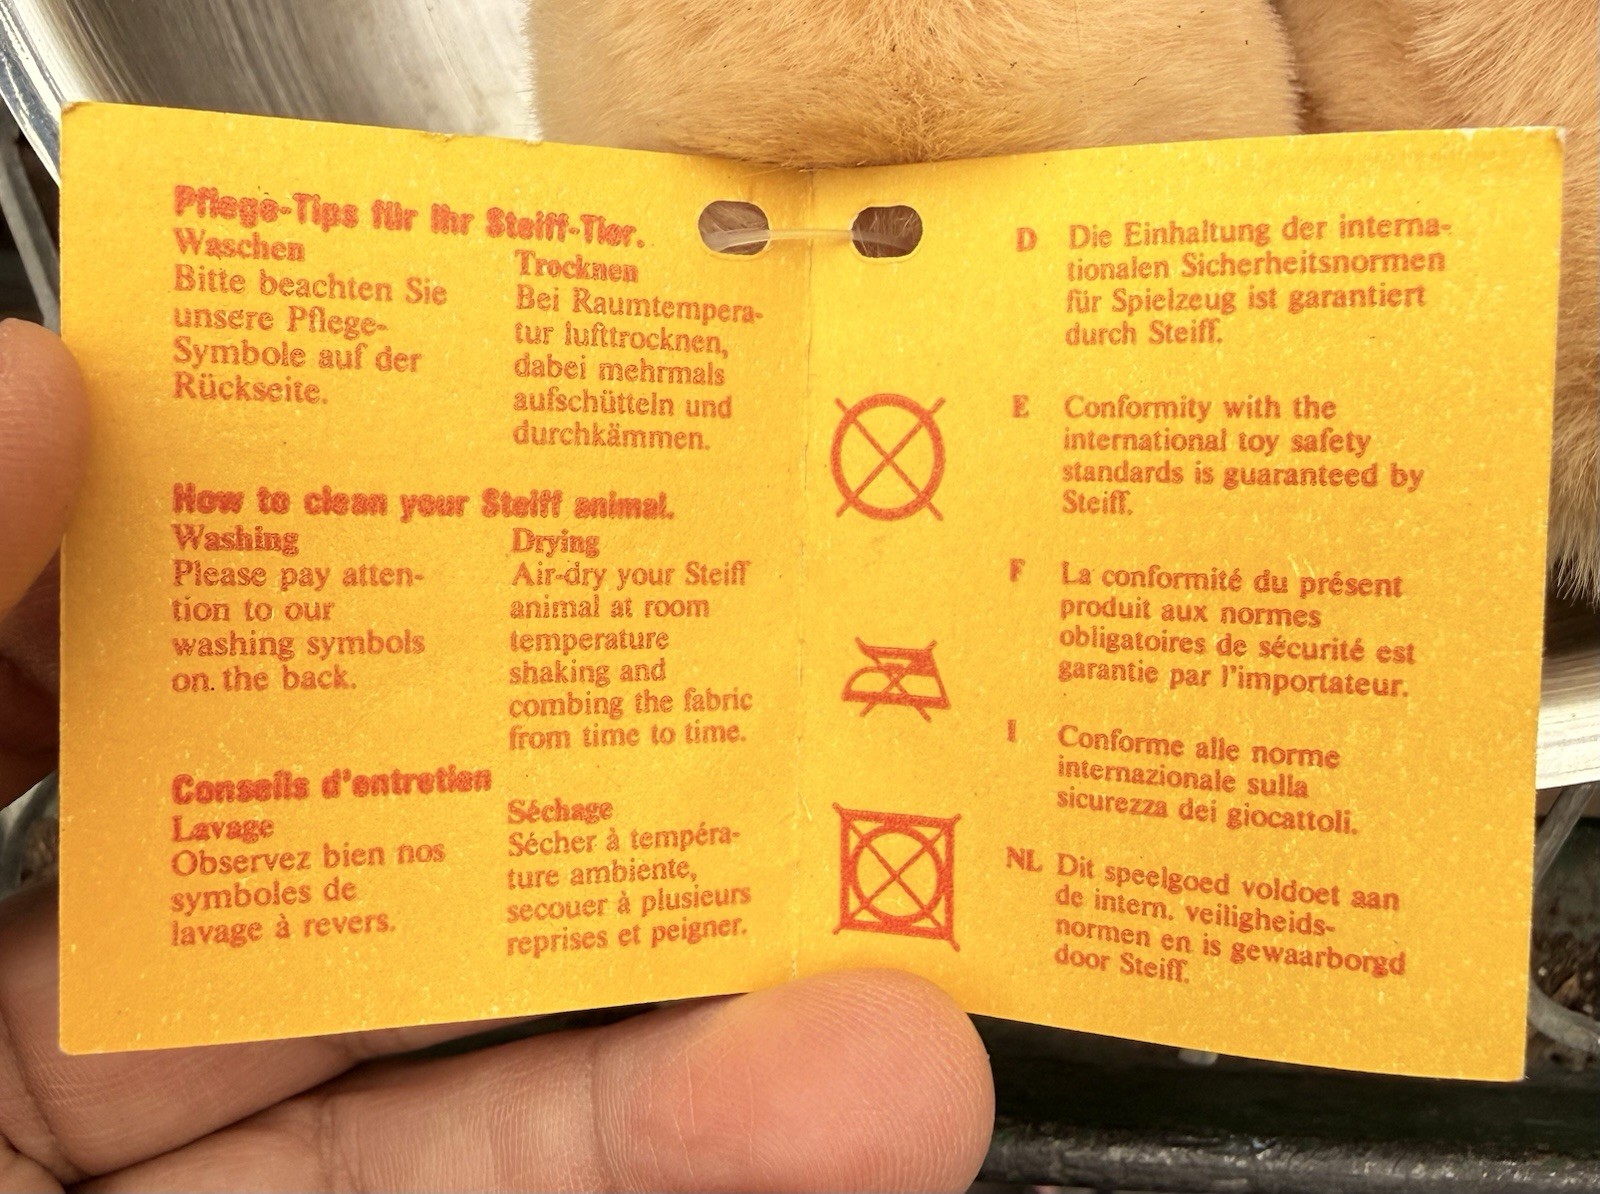 Pflege-Tips für Ihr Steiff-Tier.
Waschen
Bitte beachten Sie
unsere Pflege-
Symbole auf der
Rückseite.
Trocknen
Bei Raumtempera-
tur lufttrocknen,
dabei mehrmals
aufschütteln und
durchkämmen.
How to clean your Steiff animal.
Washing
Please pay atten-
tion to our
washing symbols
on. the back.
Drying
Air-dry your Steiff
animal at room
temperature
shaking and
combing the fabric
from time to time.
Conseils d'entretien
Lavage
Observez bien nos
symboles de
lavage à revers.
Séchage
Sécher à tempéra-
ture ambiente,
secouer à plusieurs
reprises et peigner.
D Die Einhaltung der interna-
tionalen Sicherheitsnormen
für Spielzeug ist garantiert
durch Steiff.
E Conformity with the
international toy safety
standards is guaranteed by
Steiff.
F La conformité du présent
produit aux normes
obligatoires de sécurité est
garantie par l'importateur.
I Conforme alle norme
internazionale sulla
sicurezza dei giocattoli.
NL Dit speelgoed voldoet aan
de intern. veiligheids-
normen en is gewaarborgd
door Steiff.